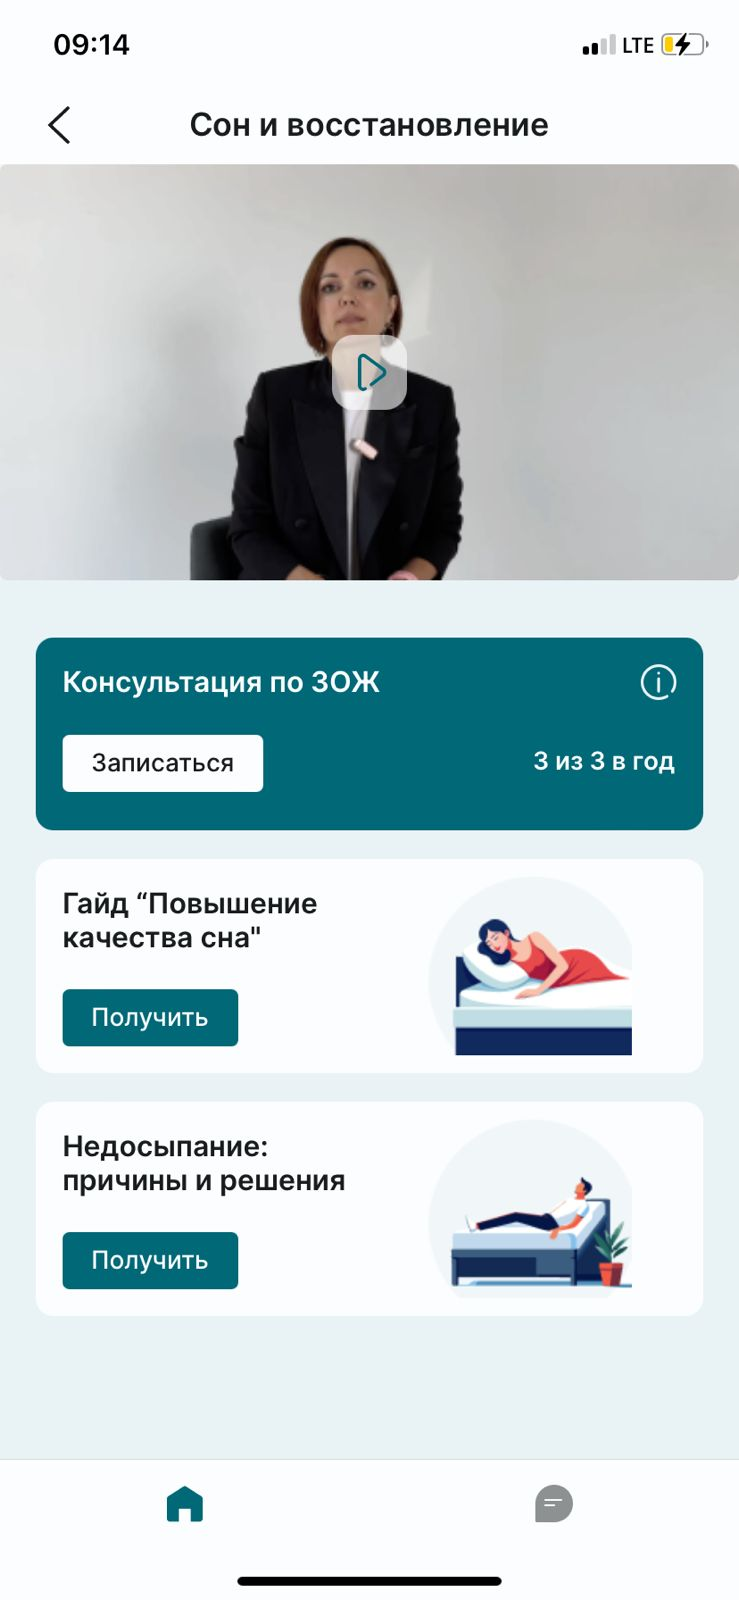 09:14
LTE
Сон и восстановление
Консультация по ЗОЖ
Записаться
3 из 3 в год
Гайд “Повышение
качества сна"
Получить
Недосыпание:
причины и решения
Получить